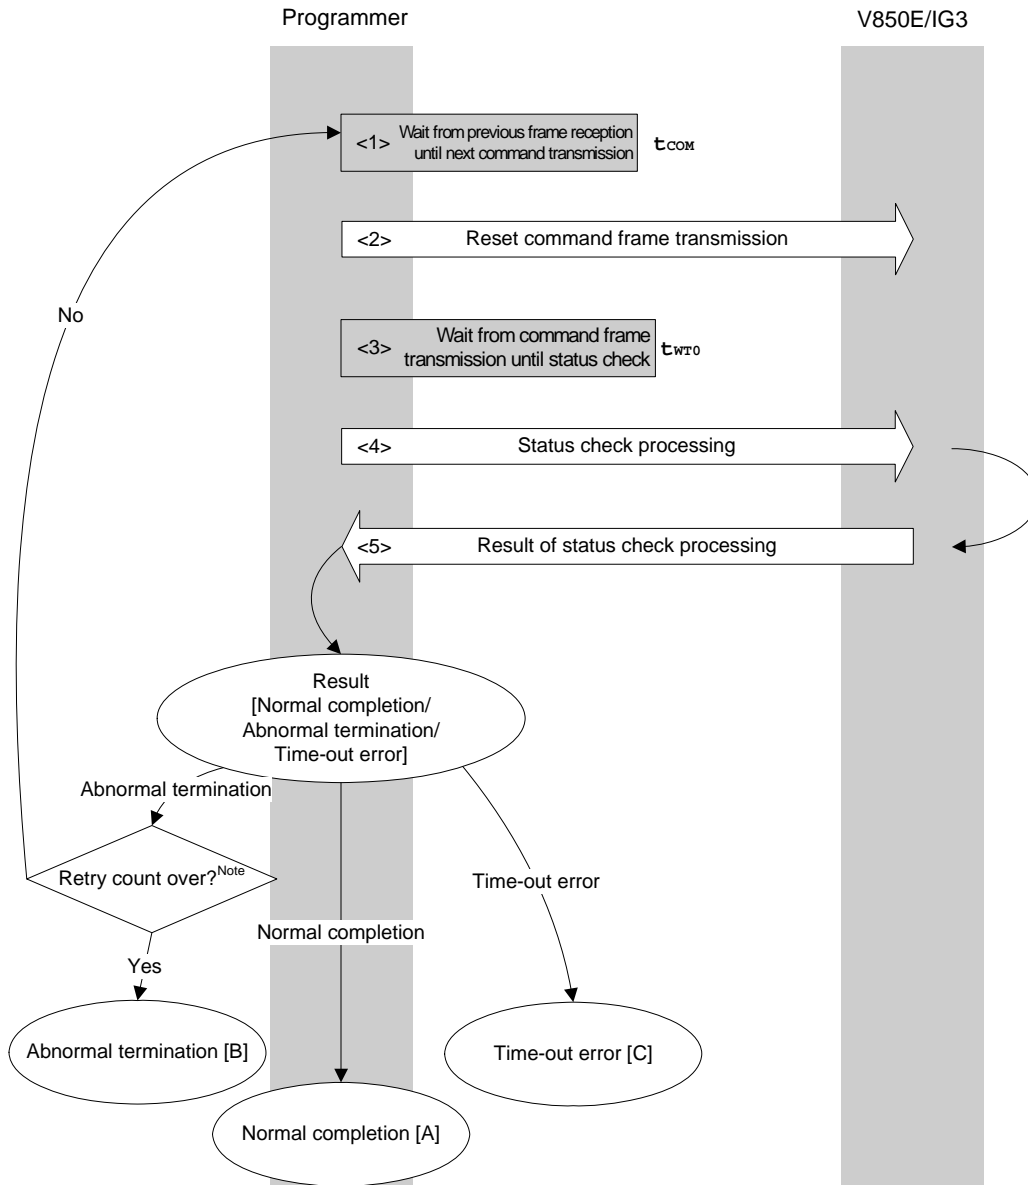 Programmer
V850E/IG3
<1>
Wait from previous frame reception
until next command transmission
tCOM
<2>
Reset command frame transmission
No
<3>
Wait from command frame
transmission until status check
tWT0
<4>
Status check processing
<5>
Result of status check processing
Result
[Normal completion/
Abnormal termination/
Time-out error]
Abnormal termination
Retry count over?Note
Time-out error
Normal completion
Yes
Abnormal termination [B]
Time-out error [C]
Normal completion [A]